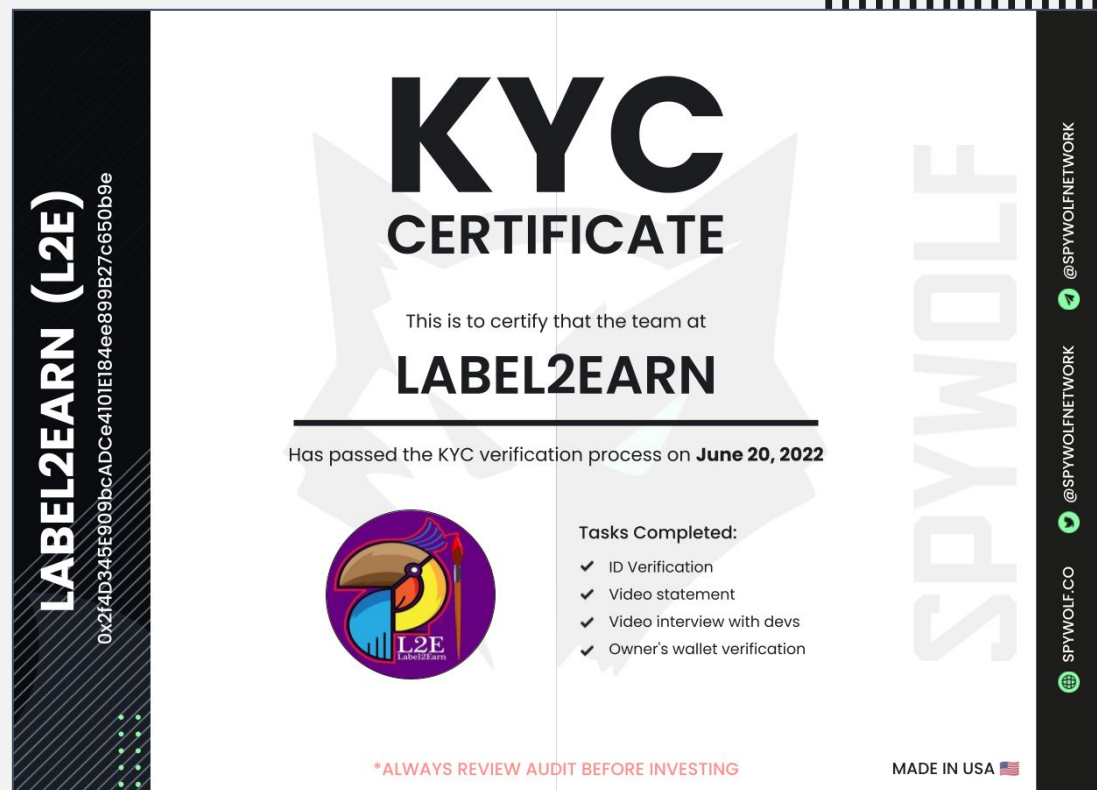 LABEL2EARN (L2E)
0x2f4D345E909bcADCe4101E184ee899B27c650b9e
KYC
CERTIFICATE
This is to certify that the team at
LABEL2EARN
Has passed the KYC verification process on June 20, 2022
L2E
Label2Earn
Tasks Completed:
ID Verification
Video statement
Video interview with devs
Owner's wallet verification
*ALWAYS REVIEW AUDIT BEFORE INVESTING
MADE IN USA
SPYWOLF
SPYWOLF.CO
@SPYWOLFNETWORK
@SPYWOLFNETWORK